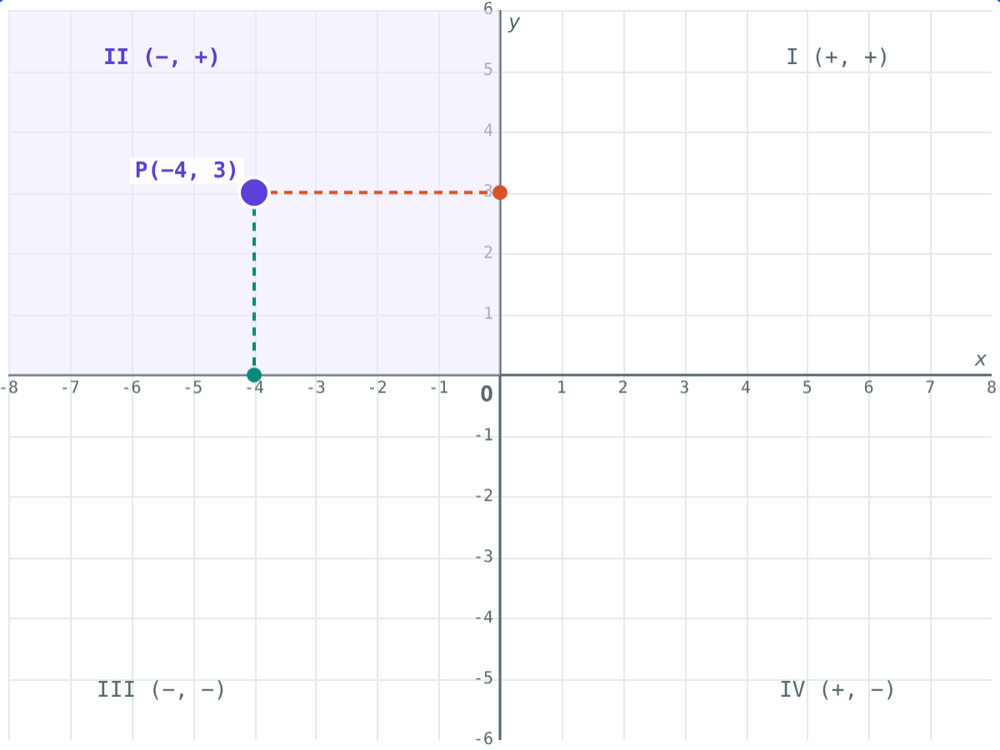 6
y
II (−, +)
I (+, +)
5
4
P(−4, 3)
3
2
1
x
-8 -7 -6 -5 -4 -3 -2 -1 1 2 3 4 5 6 7 8
0
-1
-2
-3
-4
-5
III (−, −)
IV (+, −)
-6